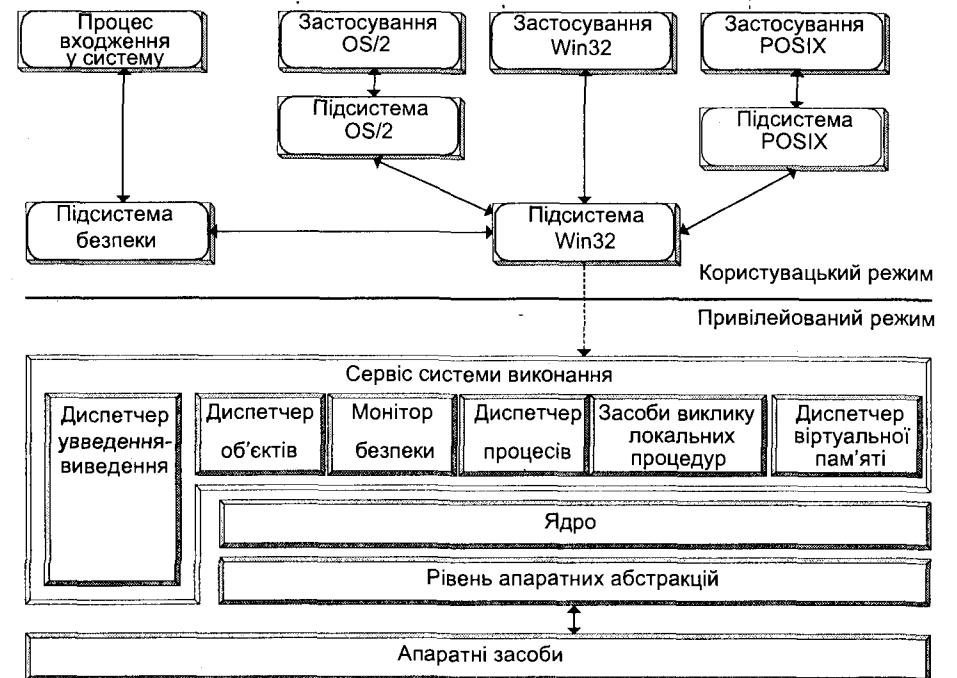 Процес
входження
у систему
Застосування
OS/2
Застосування
Win32
Застосування
POSIX
Підсистема
OS/2
Підсистема
POSIX
Підсистема
безпеки
Підсистема
Win32
Користувацький режим
Привілейований режим
Сервіс системи виконання
Диспетчер
увведення-
виведення
Диспетчер
об'єктів
Монітор
безпеки
Диспетчер
процесів
Засоби виклику
локальних
процедур
Диспетчер
віртуальної
пам'яті
Ядро
Рівень апаратних абстракцій
Апаратні засоби